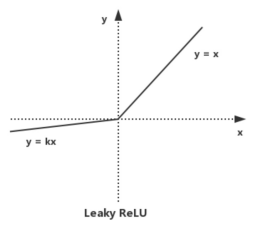 y
y = x
x
y = kx
Leaky ReLU